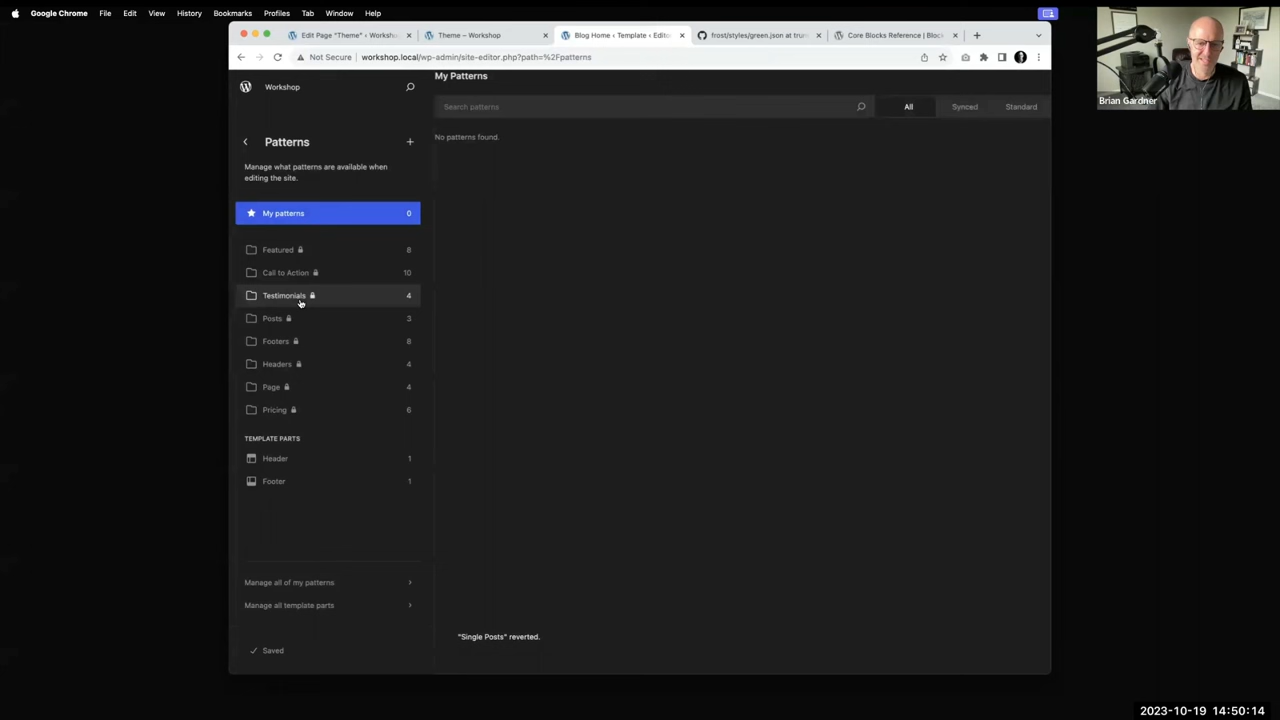 Google Chrome File Edit View History Bookmarks Profiles Tab Window Help
Edit Page "Theme" ‹ Worksho
Theme – Workshop
Blog Home ‹ Template ‹ Edito
frost/styles/green.json at trun
Core Blocks Reference | Bloc
Not Secure workshop.local/wp-admin/site-editor.php?path=%2Fpatterns
Brian Gardner
Workshop
My Patterns
Search patterns
All Synced Standard
No patterns found.
Patterns
Manage what patterns are available when
editing the site.
My patterns 0
Featured 8
Call to Action 10
Testimonials 4
Posts 3
Footers 8
Headers 4
Page 4
Pricing 6
TEMPLATE PARTS
Header 1
Footer 1
Manage all of my patterns
Manage all template parts
"Single Posts" reverted.
Saved
2023-10-19 14:50:14